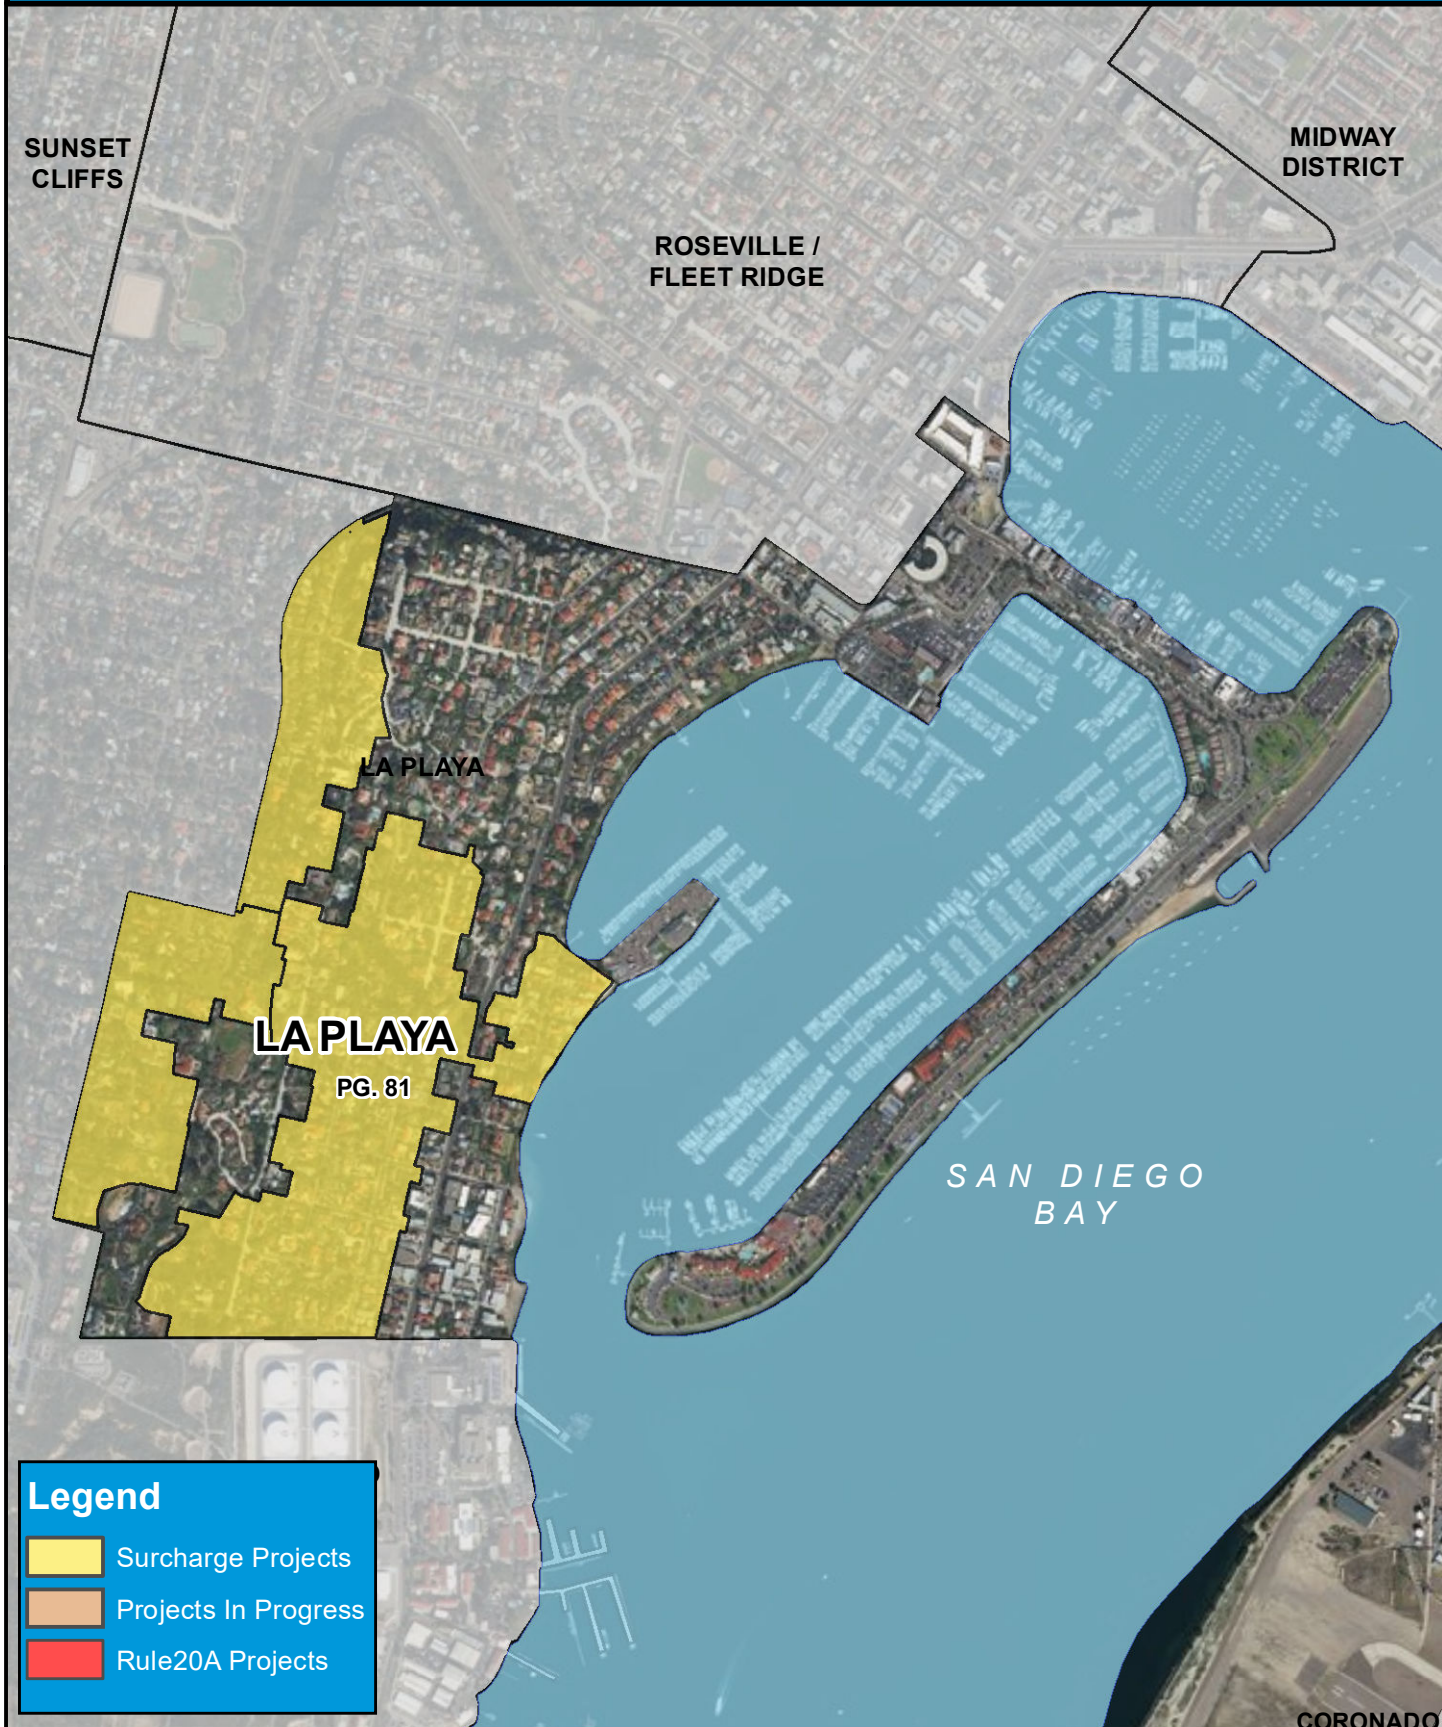 SUNSET
CLIFFS
MIDWAY
DISTRICT
ROSEVILLE /
FLEET RIDGE
LA PLAYA
LA PLAYA
PG. 81
SAN DIEGO
BAY
Legend
Surcharge Projects
Projects In Progress
Rule20A Projects
CORONADO